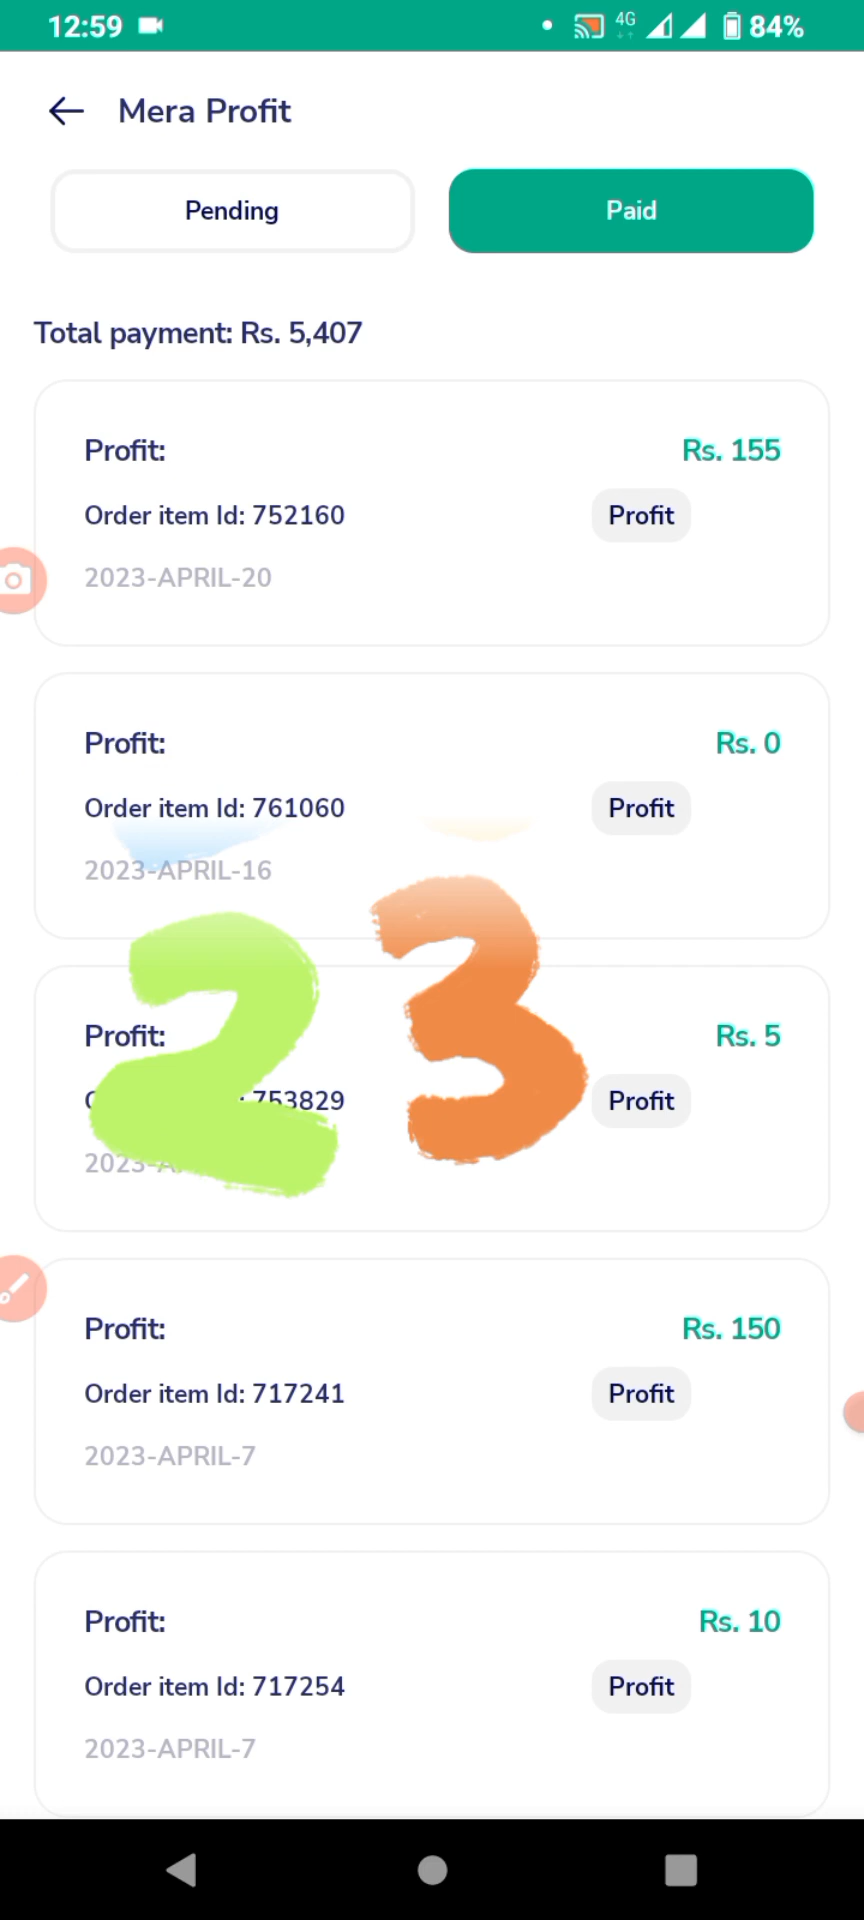 12:59 4G 84%
Mera Profit
Pending Paid
Total payment: Rs. 5,407
Profit: Rs. 155
Order item Id: 752160 Profit
2023-APRIL-20
Profit: Rs. 0
Order item Id: 761060 Profit
2023-APRIL-16
23
Profit: Rs. 5
753829 Profit
Profit: Rs. 150
Order item Id: 717241 Profit
2023-APRIL-7
Profit: Rs. 10
Order item Id: 717254 Profit
2023-APRIL-7